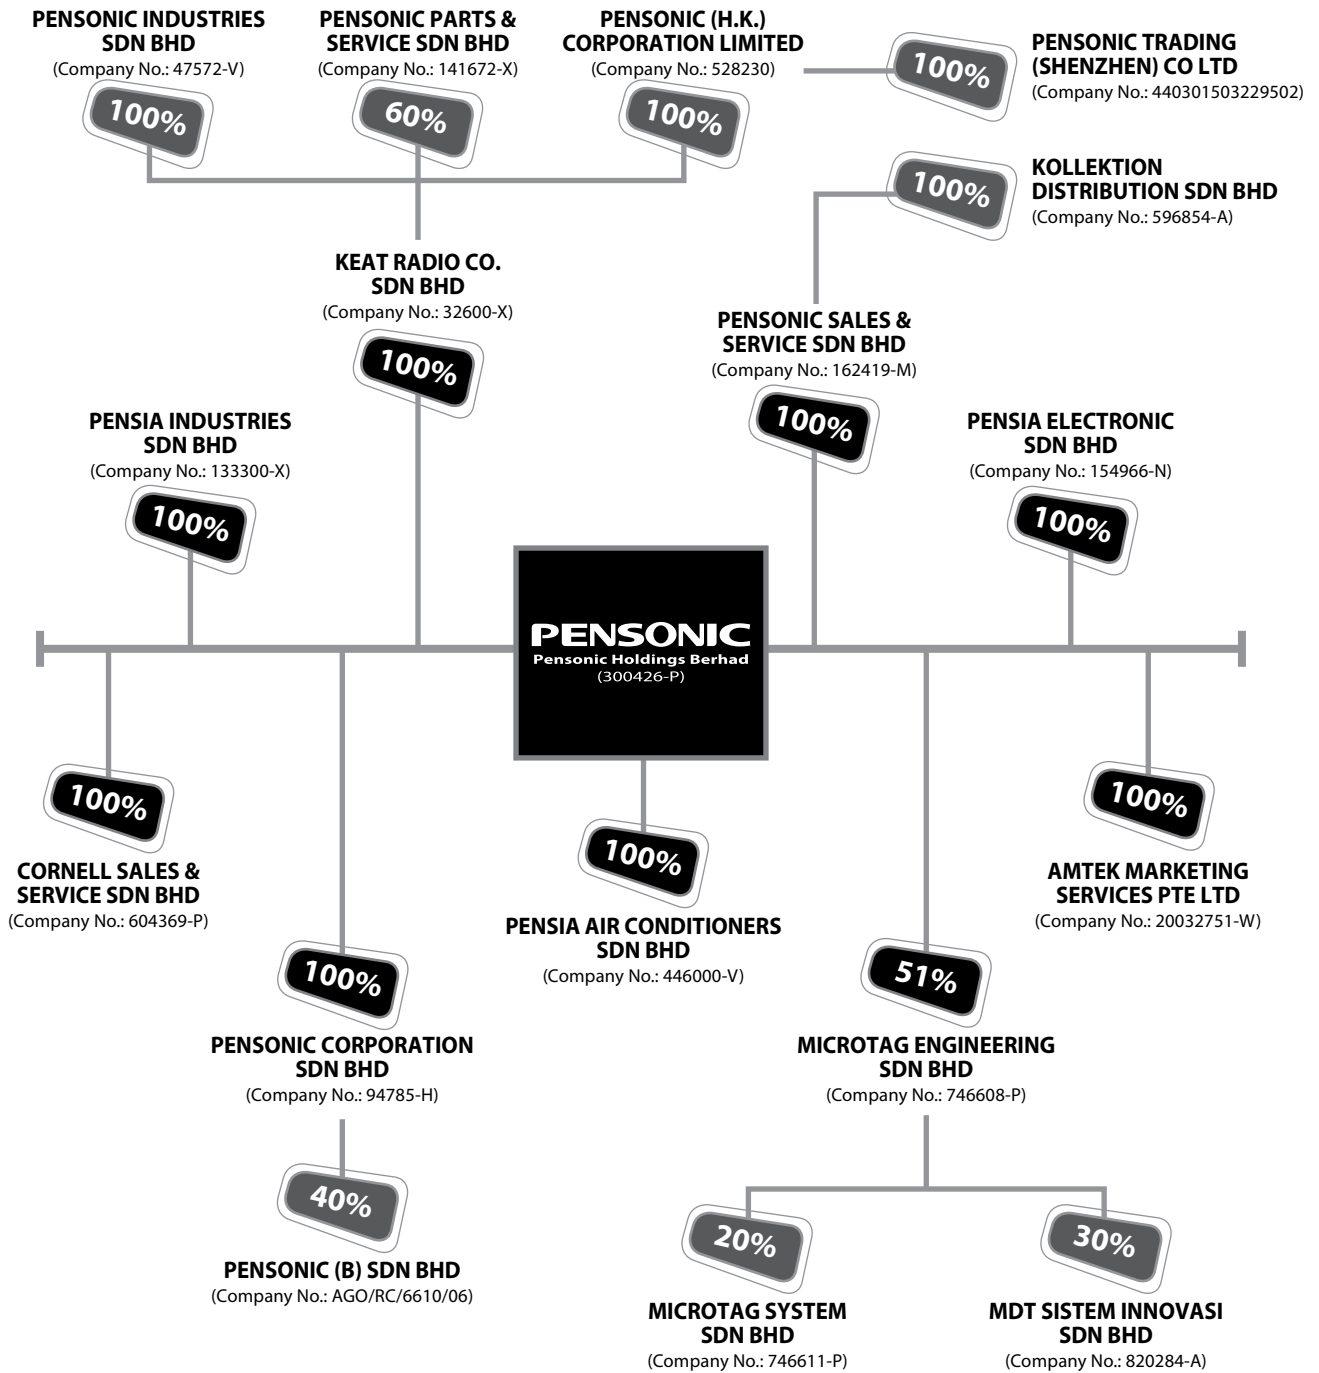 PENSONIC INDUSTRIES
SDN BHD
(Company No.: 47572-V)
100%
PENSONIC PARTS &
SERVICE SDN BHD
(Company No.: 141672-X)
60%
PENSONIC (H.K.)
CORPORATION LIMITED
(Company No.: 528230)
100%
100%
PENSONIC TRADING
(SHENZHEN) CO LTD
(Company No.: 440301503229502)
100%
KOLLEKTION
DISTRIBUTION SDN BHD
(Company No.: 596854-A)
KEAT RADIO CO.
SDN BHD
(Company No.: 32600-X)
100%
PENSONIC SALES &
SERVICE SDN BHD
(Company No.: 162419-M)
100%
PENSIA INDUSTRIES
SDN BHD
(Company No.: 133300-X)
100%
PENSIA ELECTRONIC
SDN BHD
(Company No.: 154966-N)
100%
PENSONIC
Pensonic Holdings Berhad
(300426-P)
100%
CORNELL SALES &
SERVICE SDN BHD
(Company No.: 604369-P)
100%
PENSIA AIR CONDITIONERS
SDN BHD
(Company No.: 446000-V)
100%
AMTEK MARKETING
SERVICES PTE LTD
(Company No.: 20032751-W)
100%
PENSONIC CORPORATION
SDN BHD
(Company No.: 94785-H)
51%
MICROTAG ENGINEERING
SDN BHD
(Company No.: 746608-P)
40%
PENSONIC (B) SDN BHD
(Company No.: AGO/RC/6610/06)
20%
MICROTAG SYSTEM
SDN BHD
(Company No.: 746611-P)
30%
MDT SISTEM INNOVASI
SDN BHD
(Company No.: 820284-A)